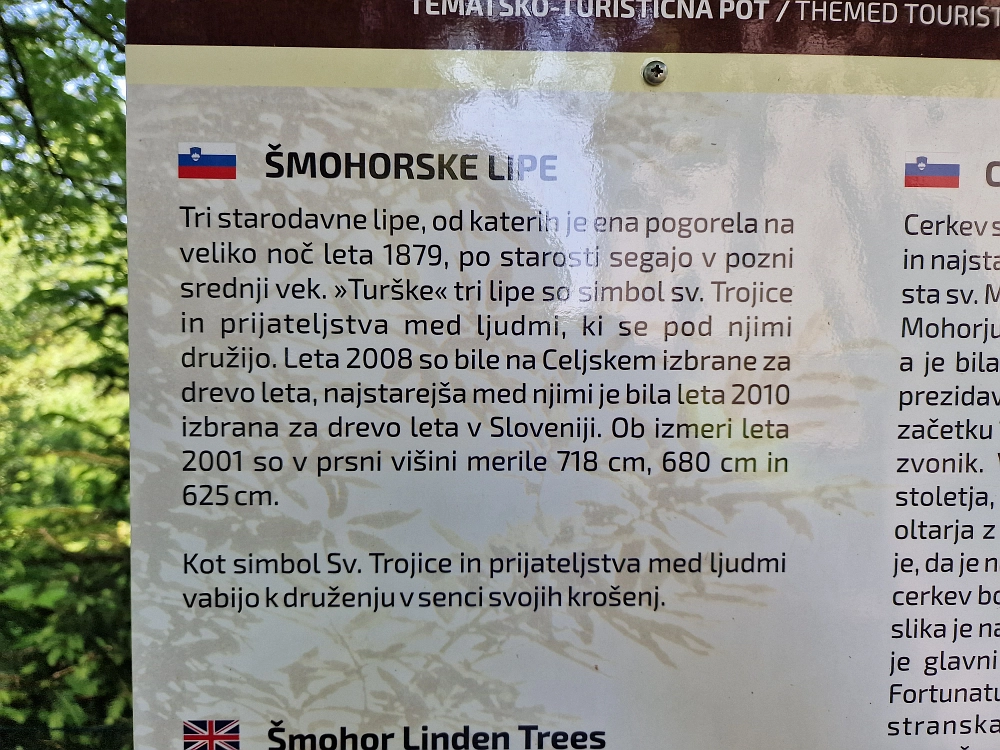 TEMATSKO-TURISTIČNA POT / THEMED TOURIST
ŠMOHORSKE LIPE
Tri starodavne lipe, od katerih je ena pogorela na
veliko noč leta 1879, po starosti segajo v pozni
srednji vek. »Turške« tri lipe so simbol sv. Trojice
in prijateljstva med ljudmi, ki se pod njimi
družijo. Leta 2008 so bile na Celjskem izbrane za
drevo leta, najstarejša med njimi je bila leta 2010
izbrana za drevo leta v Sloveniji. Ob izmeri leta
2001 so v prsni višini merile 718 cm, 680 cm in
625 cm.
Kot simbol Sv. Trojice in prijateljstva med ljudmi
vabijo k druženju v senci svojih krošenj.
Šmohor Linden Trees
Cerkev s
in najsta
sta sv. M
Mohorju
a je bila
prezidav
začetku
zvonik.
stoletja,
oltarja z
je, da je n
cerkev bo
slika je na
je glavni
Fortunatu
stranska